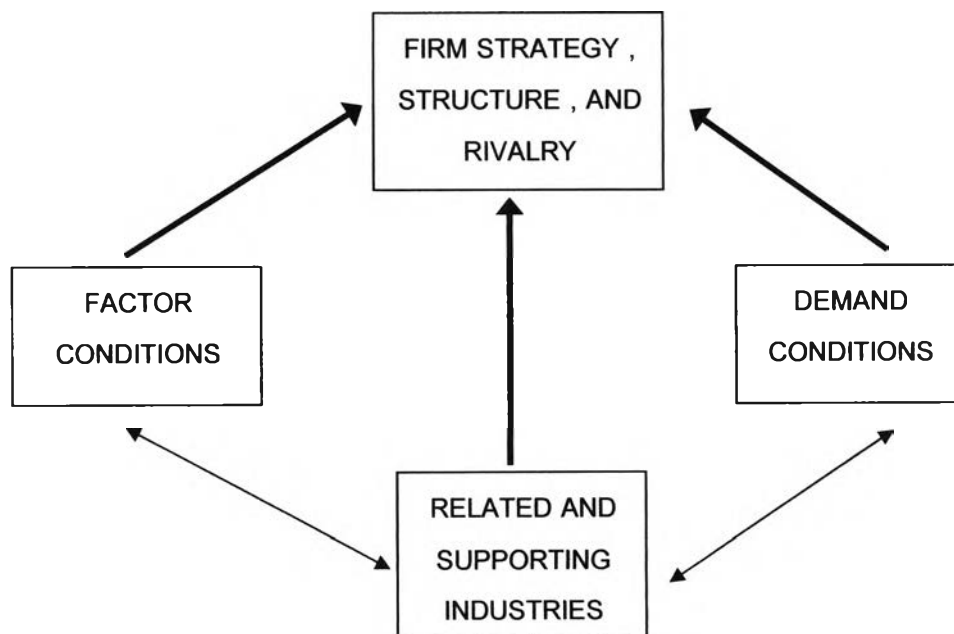 FIRM STRATEGY ,
STRUCTURE , AND
RIVALRY
FACTOR
CONDITIONS
DEMAND
CONDITIONS
RELATED AND
SUPPORTING
INDUSTRIES